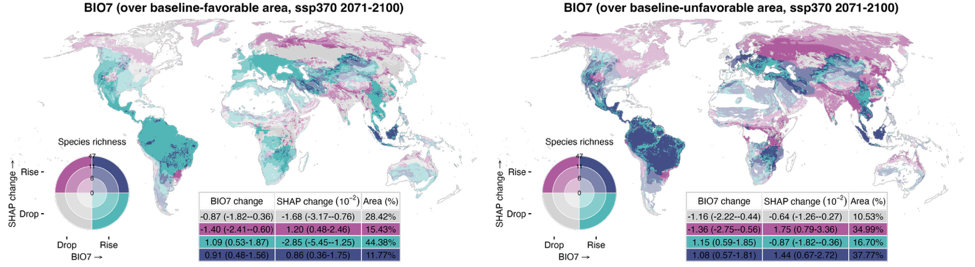 BIO7 (over baseline-favorable area, ssp370 2071-2100)
Species richness
47
11
6
0
SHAP change →
Rise
Drop
Drop
Rise
BIO7 →
BIO7 change SHAP change (10⁻²) Area (%)
-0.87 (-1.82--0.36) -1.68 (-3.17--0.76) 28.42%
-1.40 (-2.41--0.60) 1.20 (0.48-2.46) 15.43%
1.09 (0.53-1.87) -2.85 (-5.45--1.25) 44.38%
0.91 (0.48-1.56) 0.86 (0.36-1.75) 11.77%
BIO7 (over baseline-unfavorable area, ssp370 2071-2100)
Species richness
0
SHAP change →
Rise
Drop
Drop
Rise
BIO7 →
BIO7 change SHAP change (10⁻²) Area (%)
-1.16 (-2.22--0.44) -0.64 (-1.26--0.27) 10.53%
-1.36 (-2.75--0.56) 1.75 (0.79-3.36) 34.99%
1.15 (0.59-1.85) -0.87 (-1.82--0.36) 16.70%
1.08 (0.57-1.81) 1.44 (0.67-2.72) 37.77%